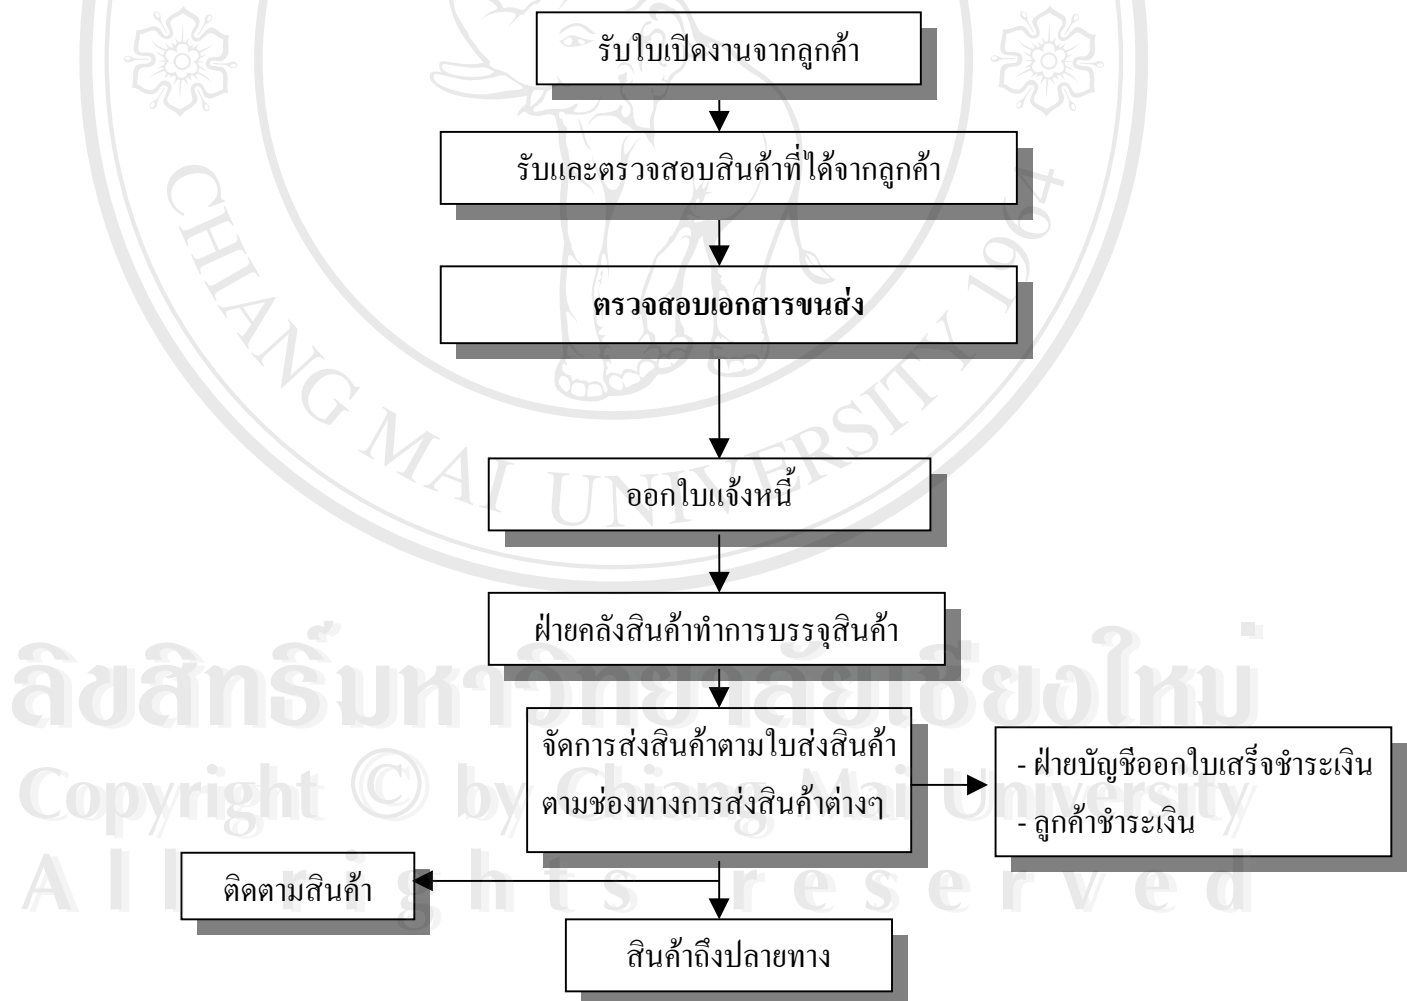 รับใบเปิดงานจากลูกค้า
รับและตรวจสอบสินค้าที่ได้จากลูกค้า
ตรวจสอบเอกสารขนส่ง
ออกใบแจ้งหนี้
ฝ่ายคลังสินค้าทำการบรรจุสินค้า
จัดการส่งสินค้าตามใบส่งสินค้า
ตามช่องทางการส่งสินค้าต่างๆ
- ฝ่ายบัญชีออกใบเสร็จชำระเงิน
- ลูกค้าชำระเงิน
ติดตามสินค้า
สินค้าถึงปลายทาง
CHIANG MAI UNIVERSITY 1964
ลิขสิทธิ์มหาวิทยาลัยเชียงใหม่
Copyright © by Chiang Mai University
All rights reserved